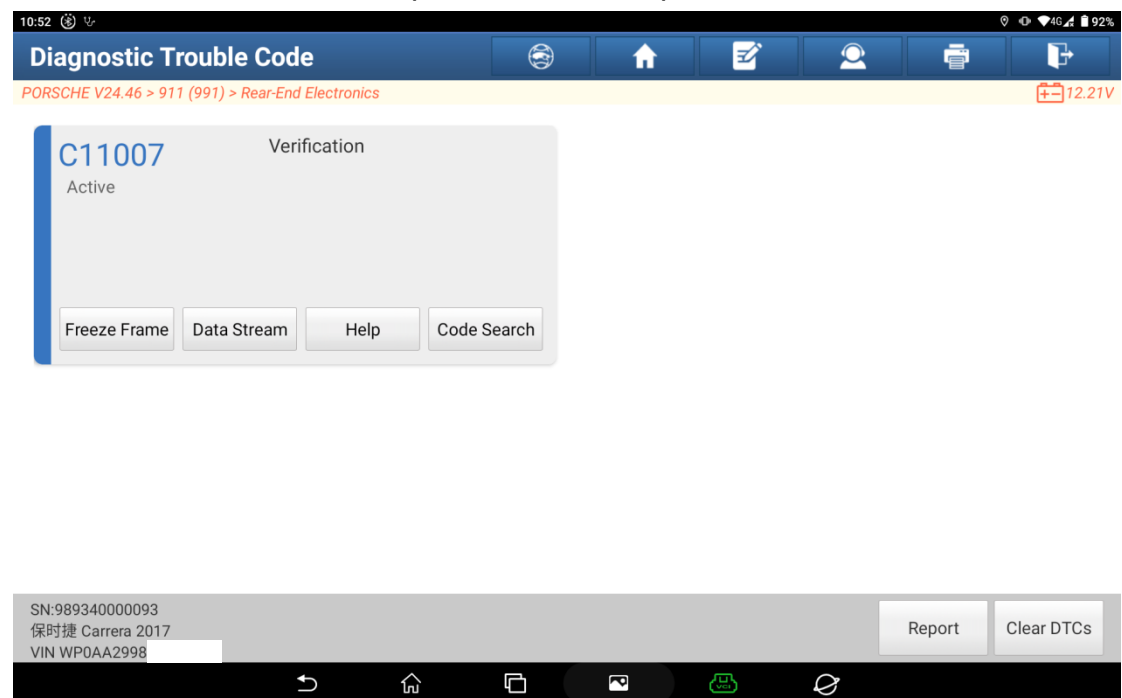 10:52 4G 92%
Diagnostic Trouble Code
PORSCHE V24.46 > 911 (991) > Rear-End Electronics 12.21V
C11007 Verification
Active
Freeze Frame Data Stream Help Code Search
SN:989340000093
保时捷 Carrera 2017
VIN WP0AA2998
Report Clear DTCs
VCI